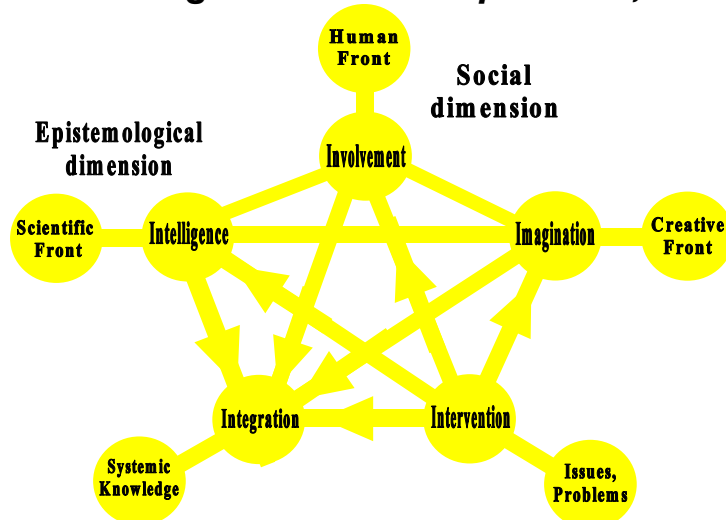 Human
Front
Social
dimension
Epistemological
dimension
Involvement
Scientific
Front
Intelligence
Imagination
Creative
Front
Integration
Intervention
Systemic
Knowledge
Issues,
Problems